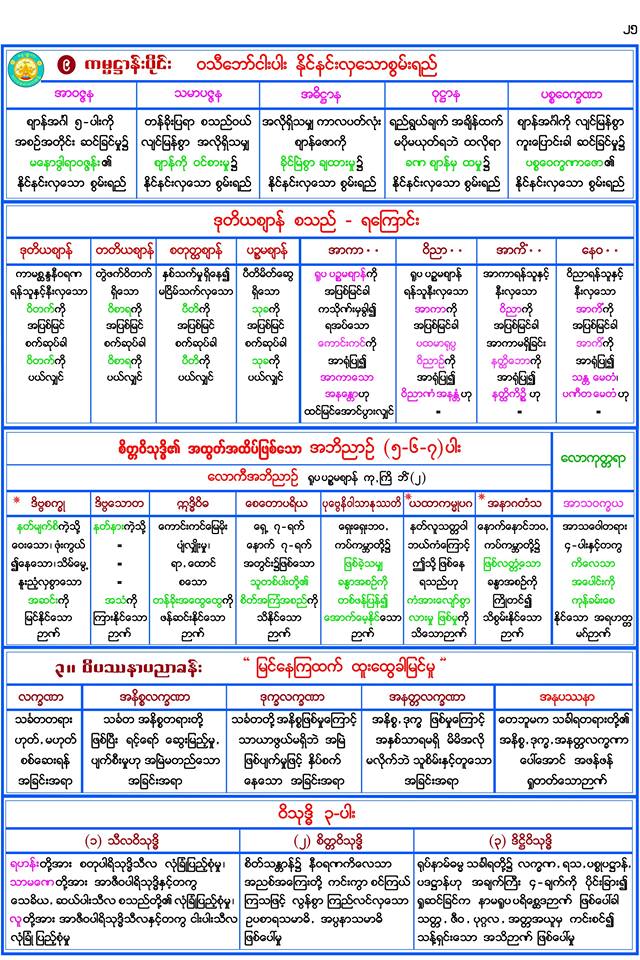 ၂၅
၉ ကမ္မဋ္ဌာန်းပိုင်း ဝသီဘော်ငါးပါး နိုင်နင်းလှသောစွမ်းရည်
အာဝဇ္ဇန
ဈာန်အင်္ဂါ ၅-ပါးကို
အစဉ်အတိုင်း ဆင်ခြင်မှု၌
မနောဒွါရာဝဇ္ဇန်း၏
နိုင်နင်းလှသော စွမ်းရည်
သမာပဇ္ဇန
တန်ခိုးပြရာ စသည်ဝယ်
လျင်မြန်စွာ အလိုရှိသမျှ
ဈာန်ကို ဝင်စားမှု၌
နိုင်နင်းလှသော စွမ်းရည်
အဓိဋ္ဌာန
အလိုရှိသမျှ ကာလပတ်လုံး
ဈာန်ဇောကို
ခိုင်မြဲစွာ ချထားမှု၌
နိုင်နင်းလှသော စွမ်းရည်
ဝုဋ္ဌာန
ရည်ရွယ်ချက် အချိန်ထက်
မပိုမယုတ်ရဘဲ ထလိုရာ
ခဏ ဈာန်မှ ထမှု၌
နိုင်နင်းလှသော စွမ်းရည်
ပစ္စဝေက္ခဏာ
ဈာန်အင်္ဂါကို လျင်မြန်စွာ
ကူးပြောင်းခါ ဆင်ခြင်မှု၌
ပစ္စဝေက္ခဏာဇော၏
နိုင်နင်းလှသော စွမ်းရည်
ဒုတိယဈာန် စသည် - ရကြောင်း
ဒုတိယဈာန်
ကာမစ္ဆန္ဒနီဝရဏ
ရန်သူနှင့်နီးလှသော
ဝိတက်ကို
အပြစ်မြင်
စက်ဆုပ်ခါ
ဝိတက်ကို
ပယ်လျှင်
တတိယဈာန်
တွဲဖက်ဝိတက်
ရှိသော
ဝိစာရကို
အပြစ်မြင်
စက်ဆုပ်ခါ
ဝိစာရကို
ပယ်လျှင်
စတုတ္ထဈာန်
နှစ်သက်မှုရှိနေ၍
မငြိမ်သက်လှသော
ပီတိကို
အပြစ်မြင်
စက်ဆုပ်ခါ
ပီတိကို
ပယ်လျှင်
ပဉ္စမဈာန်
ပီတိမိတ်ဆွေ
ရှိသော
သုခကို
အပြစ်မြင်
စက်ဆုပ်ခါ
သုခကို
ပယ်လျှင်
အာကာ ၊ ၊
ရူပ ပဉ္စမဈာန်ကို
အပြစ်မြင်ခါ
ကသိုဏ်းမှခွါ၍
ရအပ်သော
ကောင်းကင်ကို
အာရုံပြု၍
အာကာသော
အနန္တောဟု
ထင်မြင်အောင်ပွားလျှင်
ဝိညာ ၊ ၊
ရူပ ပဉ္စမဈာန်
ရန်သူနီးလှသော
အာကာကို
အပြစ်မြင်ခါ
ပထမာရုပ္ပ
ဝိညာဉ်ကို
အာရုံပြု၍
ဝိညာဏံ အနန္တံ ဟု
အာကိံ ၊ ၊
အာကာရန်သူနှင့်
နီးလှသော
ဝိညာကို
အပြစ်မြင်ခါ
အာကာမရှိခြင်း
နတ္ထိဘောကို
အာရုံပြု၍
နတ္ထိကိဉ္စိ ဟု
နေဝ ၊ ၊
ဝိညာရန်သူနှင့်
နီးလှသော
အာကိံကို
အပြစ်မြင်ခါ
အာကိံကို
အာရုံပြု၍
သန္တ မေတံ၊
ပဏီတ မေတံ ဟု
စိတ္တဝိသုဒ္ဓိ၏ အထွတ်အထိပ်ဖြစ်သော အဘိညာဉ် (၅-၆-၇)ပါး
လောကီအဘိညာဉ် ရူပပဉ္စမဈာန် ကု၊ကြိ ဘိ(၂)
လောကုတ္တရာ
* ဒိဗ္ဗစက္ခု
နတ်မျက်စိကဲ့သို့
ဝေးသော၊ ဖုံးကွယ်
၍နေသော၊သိမ်မွေ့
နူးညံ့လှစွာသော
အဆင်းကို
မြင်နိုင်သော
ဉာဏ်
ဒိဗ္ဗသောတ
နတ်နားကဲ့သို့
=
=
=
အသံကို
ကြားနိုင်သော
ဉာဏ်
ဣဒ္ဓိဝိဓ
ကောင်းကင်မြေမိုး
ပျံလျှိုးမှု၊
ရာ၊ထောင်
စသော
တန်ခိုးအထွေထွေကို
ဖန်ဆင်းနိုင်သော
ဉာဏ်
စေတောပရိယ
ရှေ့ ၇-ရက်
နောက် ၇-ရက်
အတွင်း၌ဖြစ်သော
သူတစ်ပါးတို့၏
စိတ်အကြံအစည်ကို
သိနိုင်သော
ဉာဏ်
ပုဗ္ဗေနိဝါသာနုဿတိ
ရှေးရှေးဘဝ၊
ကပ်ကမ္ဘာတို့၌
ဖြစ်ခဲ့သမျှ
ခန္ဓာအစဉ်ကို
တစ်ဖန်ပြန်၍
အောက်မေ့နိုင်သော
ဉာဏ်
* ယထာကမ္မူပဂ
နတ်လူသတ္တဝါ
ဘယ်ကံကြောင့်
ဤသို့ ဖြစ်နေ
ရသည်ဟု
ကံအားလျော်စွာ
လားမှု ဖြစ်မှုကို
သိသောဉာဏ်
* အနာဂတံသ
နောက်နောင်ဘဝ၊
ကပ်ကမ္ဘာတို့၌
ဖြစ်လတ္တံ့သော
ခန္ဓာအစဉ်ကို
ကြိုတင်၍
သိစွမ်းနိုင်သော
ဉာဏ်
အာသဝက္ခယ
အာသဝေါတရား
၄-ပါးနှင့်တကွ
ကိလေသာ
အပေါင်းကို
ကုန်ခမ်းစေ
နိုင်သော အရဟတ္တ
မဂ်ဉာဏ်
၃။ ဝိပဿနာပညာခန်း “ မြင်နေကြထက် ထူးထွေခါမြင်မှု ”
လက္ခဏာ
သင်္ခတတရား
ဟုတ်၊မဟုတ်
စစ်ဆေးရန်
အခြင်းအရာ
အနိစ္စလက္ခဏာ
သင်္ခတ အနိစ္စတရားတို့
ဖြစ်ပြီး ရင့်ရော် ဆွေးမြည့်မှု၊
ပျက်စီးမှုဟု အမြဲမတည်သော
အခြင်းအရာ
ဒုက္ခလက္ခဏာ
သင်္ခတတို့ အနိစ္စဖြစ်မှုကြောင့်
သာယာဖွယ်မရှိဘဲ အမြဲ
ဖြစ်ပျက်မှုဖြင့် နှိပ်စက်
နေသော အခြင်းအရာ
အနတ္တလက္ခဏာ
အနိစ္စ၊ဒုက္ခ ဖြစ်မှုကြောင့်
အနှစ်သာရမရှိ မိမိအလို
မလိုက်ဘဲ သူစိမ်းနှင့်တူသော
အခြင်းအရာ
အနုပဿနာ
တေဘူမက သင်္ခါရတရားတို့၏
အနိစ္စ၊ဒုက္ခ၊အနတ္တလက္ခဏာ
ပေါ်အောင် အဖန်ဖန်
ရှုတတ်သောဉာဏ်
ဝိသုဒ္ဓိ ၃-ပါး
(၁) သီလဝိသုဒ္ဓိ
ရဟန်းတို့အား စတုပါရိသုဒ္ဓိသီလ လုံခြုံပြည့်စုံမှု၊
သာမဏေတို့အား အာဇီဝပါရိသုဒ္ဓိနှင့်တကွ
သေခိယ၊ဆယ်ပါးသီလ စသည်တို့၏ လုံခြုံပြည့်စုံမှု၊
လူတို့အား အာဇီဝပါရိသုဒ္ဓိသီလနှင့်တကွ ငါးပါးသီလ
လုံခြုံ ပြည့်စုံမှု
(၂) စိတ္တဝိသုဒ္ဓိ
စိတ်သန္တာန်၌ နီဝရဏကိလေသာ
အညစ်အကြေးတို့ ကင်းကွာ စင်ကြယ်
ကြသဖြင့် လွန်စွာ ကြည်လင်လှသော
ဥပစာရသမာဓိ၊ အပ္ပနာသမာဓိ
ဖြစ်ပေါ်မှု
(၃) ဒိဋ္ဌိဝိသုဒ္ဓိ
ရုပ်နာမ်ဓမ္မ သင်္ခါရတို့၌ လက္ခဏ၊ရသ၊ပစ္စုပဋ္ဌာန်၊
ပဒဋ္ဌာန်ဟု အချက်ကြီး ၄-ချက်ကို ပိုင်းခြား၍
ရှုဆင်ခြင်က နာမရူပပရိစ္ဆေဒဉာဏ် ဖြစ်ပေါ်ခါ
သတ္တ၊ ဇီဝ၊ပုဂ္ဂလ၊ အတ္တအယူမှ ကင်းစင်၍
သန့်ရှင်းသော အသိဉာဏ် ဖြစ်ပေါ်မှု